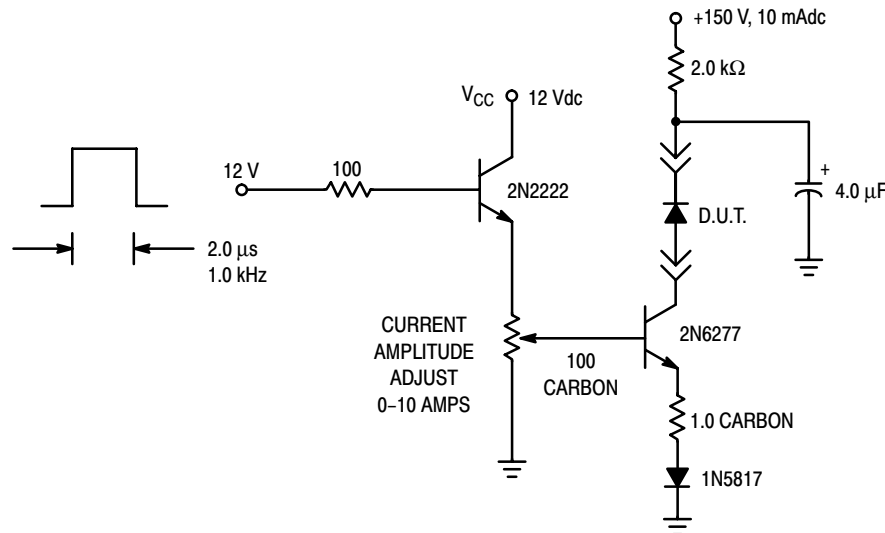 +150 V, 10 mAdc
2.0 kΩ
VCC 12 Vdc
12 V
100
2N2222
+
4.0 μF
D.U.T.
2.0 μs
1.0 kHz
CURRENT
AMPLITUDE
ADJUST
0–10 AMPS
100
CARBON
2N6277
1.0 CARBON
1N5817